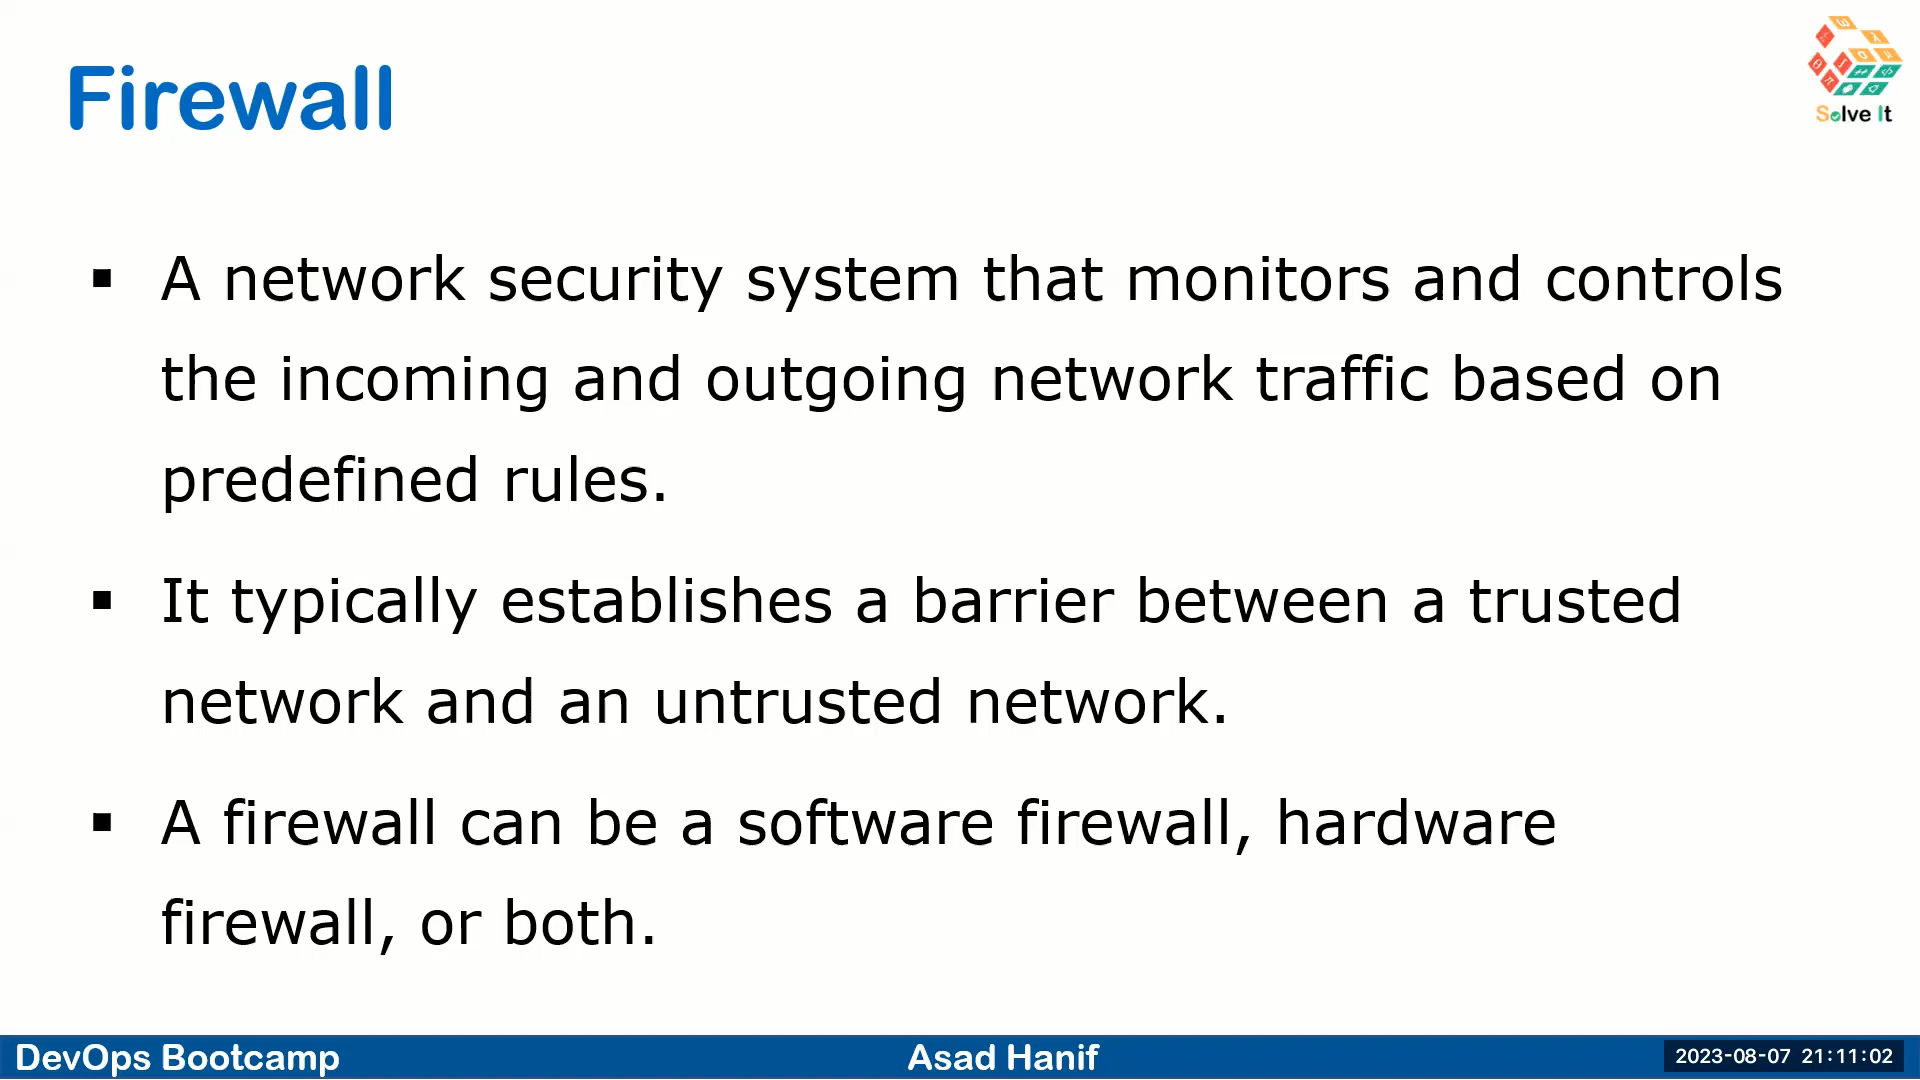 Firewall
Solve It
▪ A network security system that monitors and controls
the incoming and outgoing network traffic based on
predefined rules.
▪ It typically establishes a barrier between a trusted
network and an untrusted network.
▪ A firewall can be a software firewall, hardware
firewall, or both.
DevOps Bootcamp
Asad Hanif
2023-08-07 21:11:02